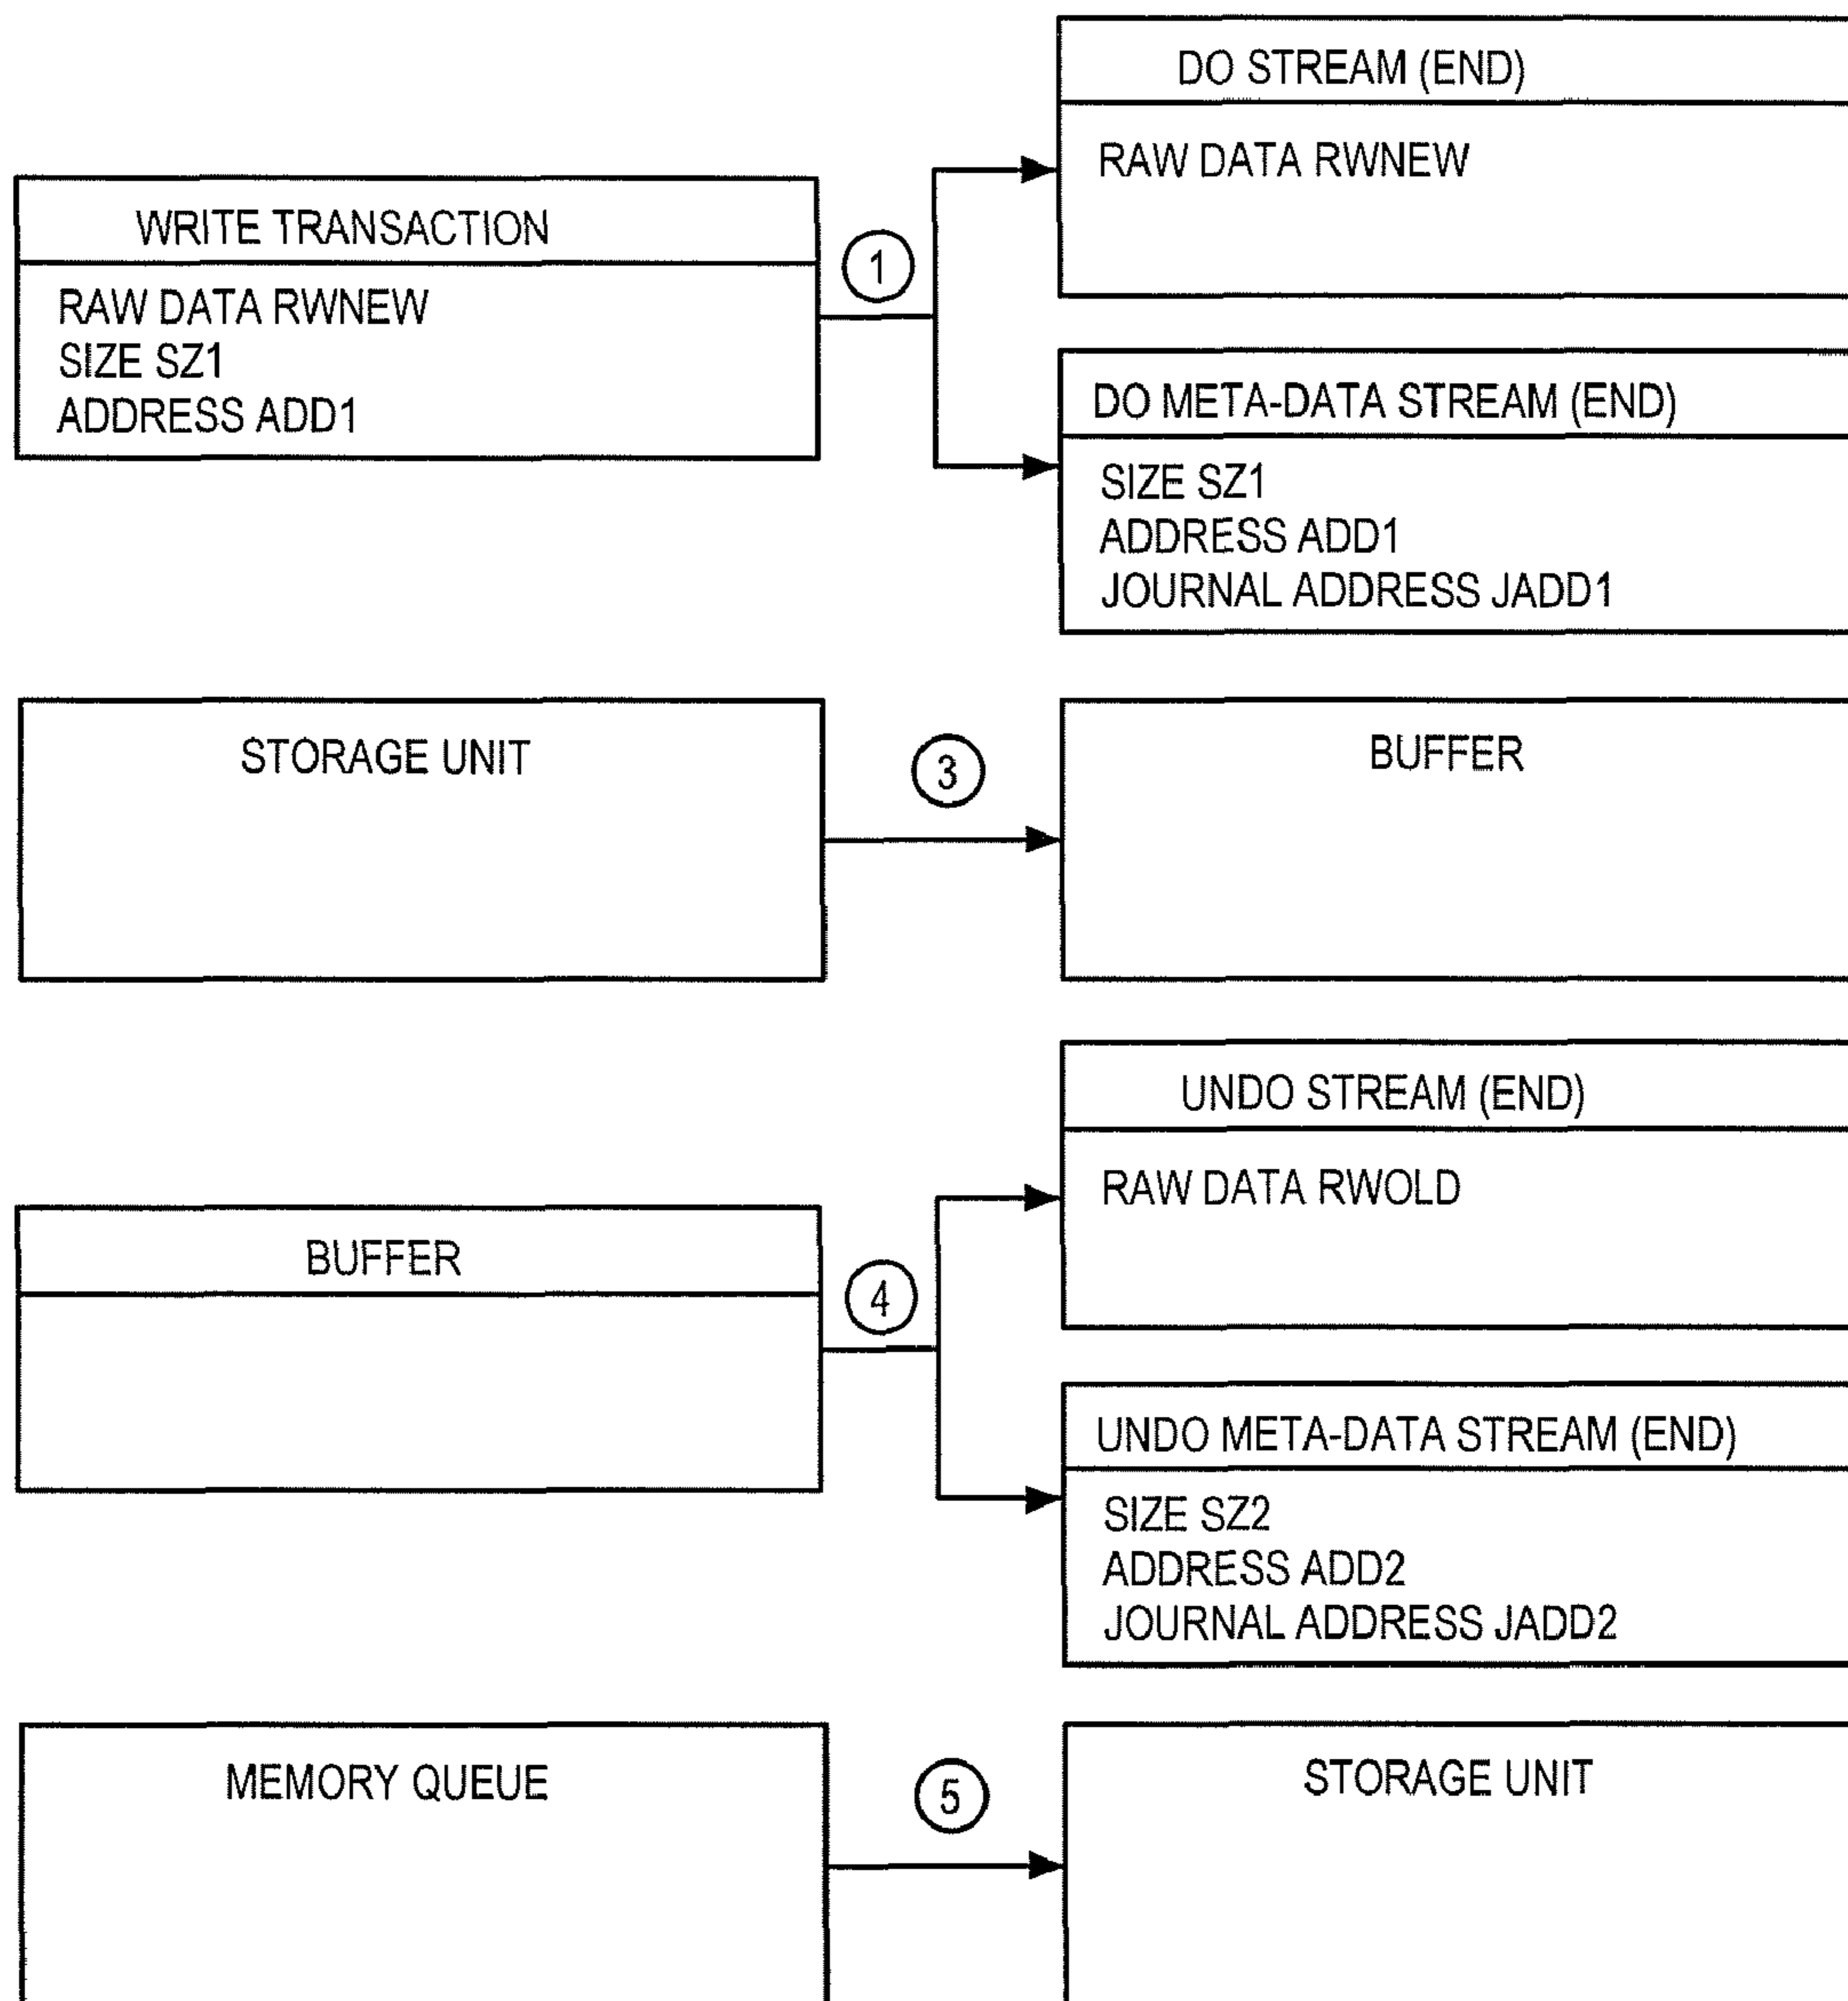 DO STREAM (END)
RAW DATA RWNEW
WRITE TRANSACTION
RAW DATA RWNEW
SIZE SZ1
ADDRESS ADD1
1
DO META-DATA STREAM (END)
SIZE SZ1
ADDRESS ADD1
JOURNAL ADDRESS JADD1
STORAGE UNIT
3
BUFFER
UNDO STREAM (END)
RAW DATA RWOLD
BUFFER
4
UNDO META-DATA STREAM (END)
SIZE SZ2
ADDRESS ADD2
JOURNAL ADDRESS JADD2
MEMORY QUEUE
5
STORAGE UNIT